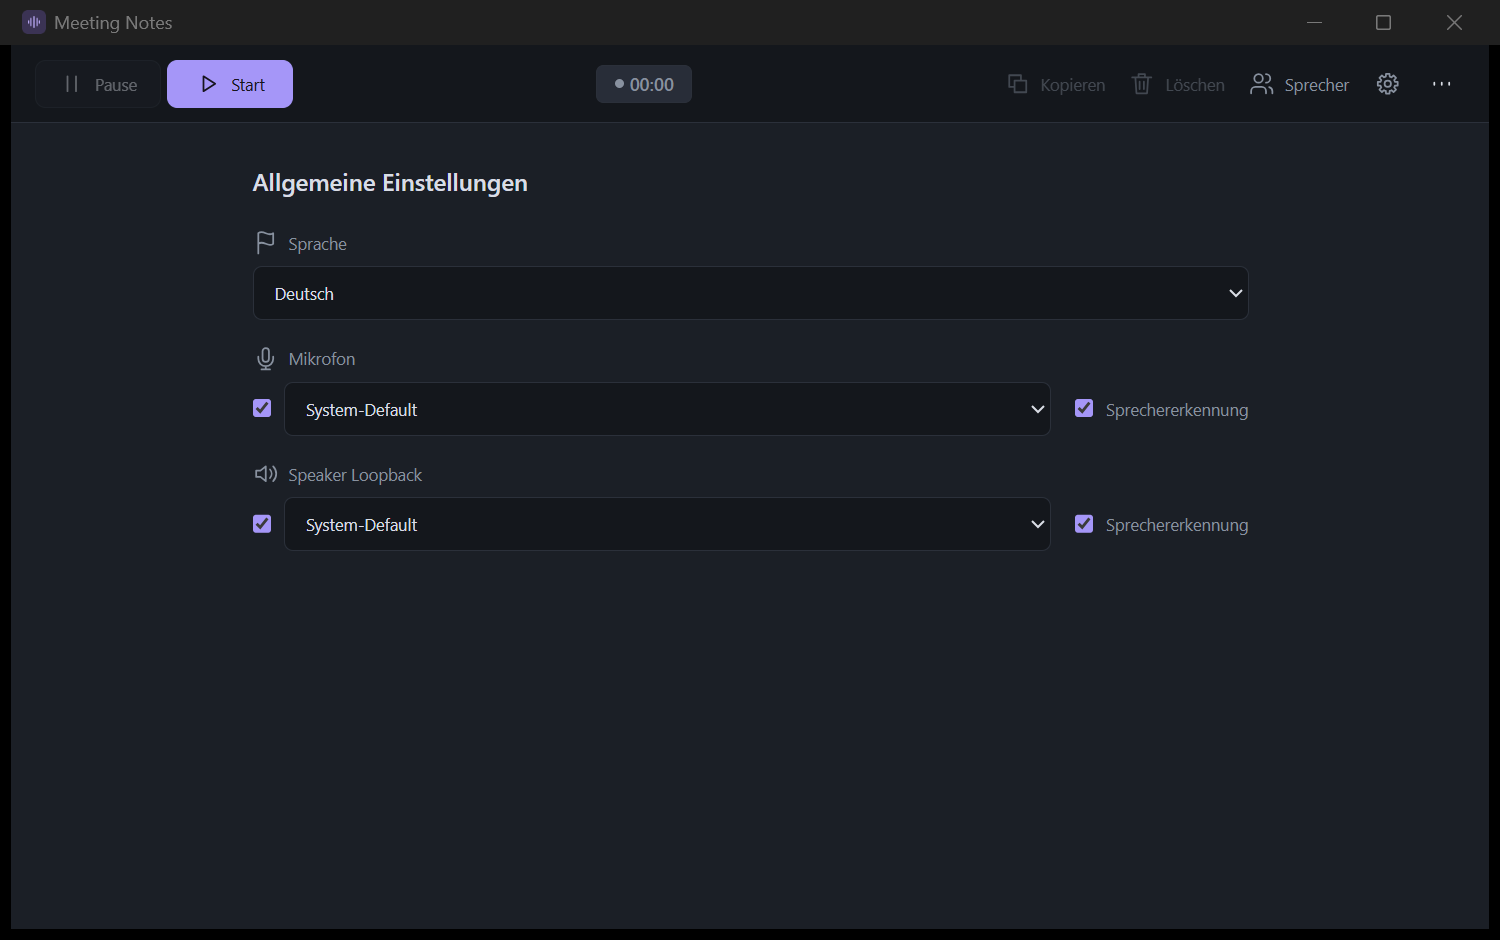 Meeting Notes
Pause Start 00:00 Kopieren Löschen Sprecher
Allgemeine Einstellungen
Sprache
Deutsch
Mikrofon
System-Default Sprechererkennung
Speaker Loopback
System-Default Sprechererkennung